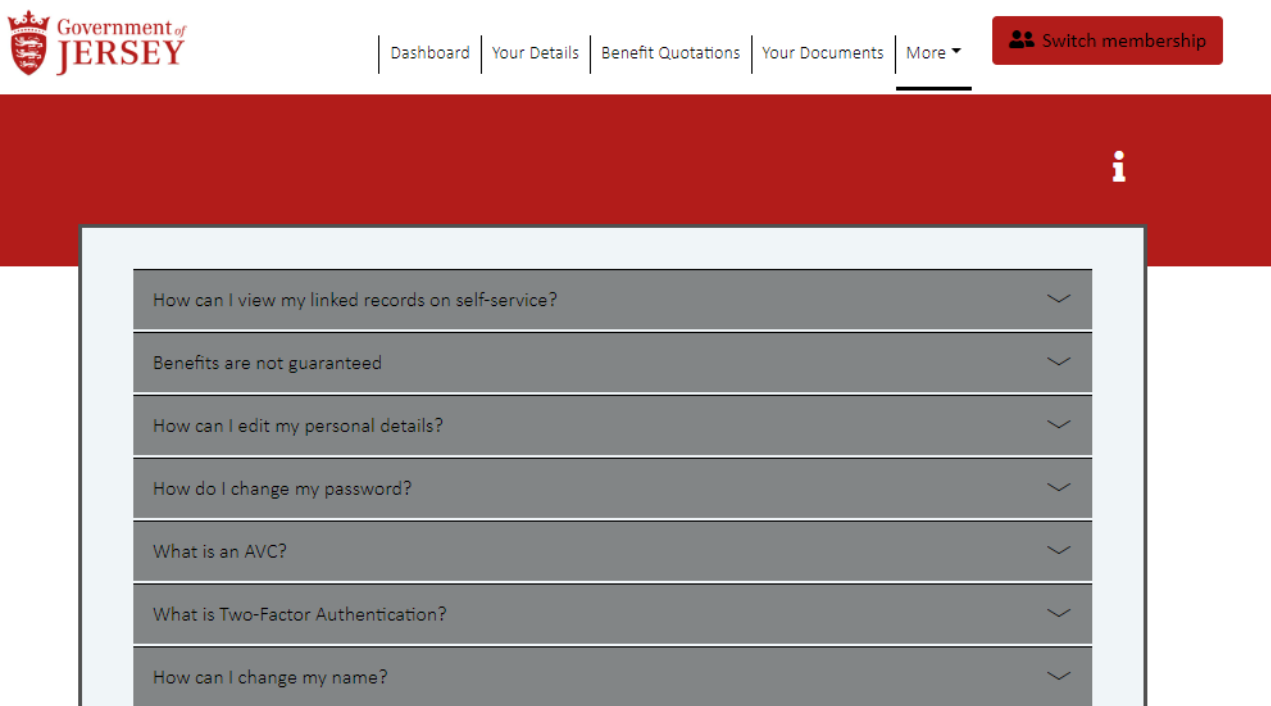 Government of
JERSEY
Dashboard
Your Details
Benefit Quotations
Your Documents
More
Switch membership
How can I view my linked records on self-service?
Benefits are not guaranteed
How can I edit my personal details?
How do I change my password?
What is an AVC?
What is Two-Factor Authentication?
How can I change my name?